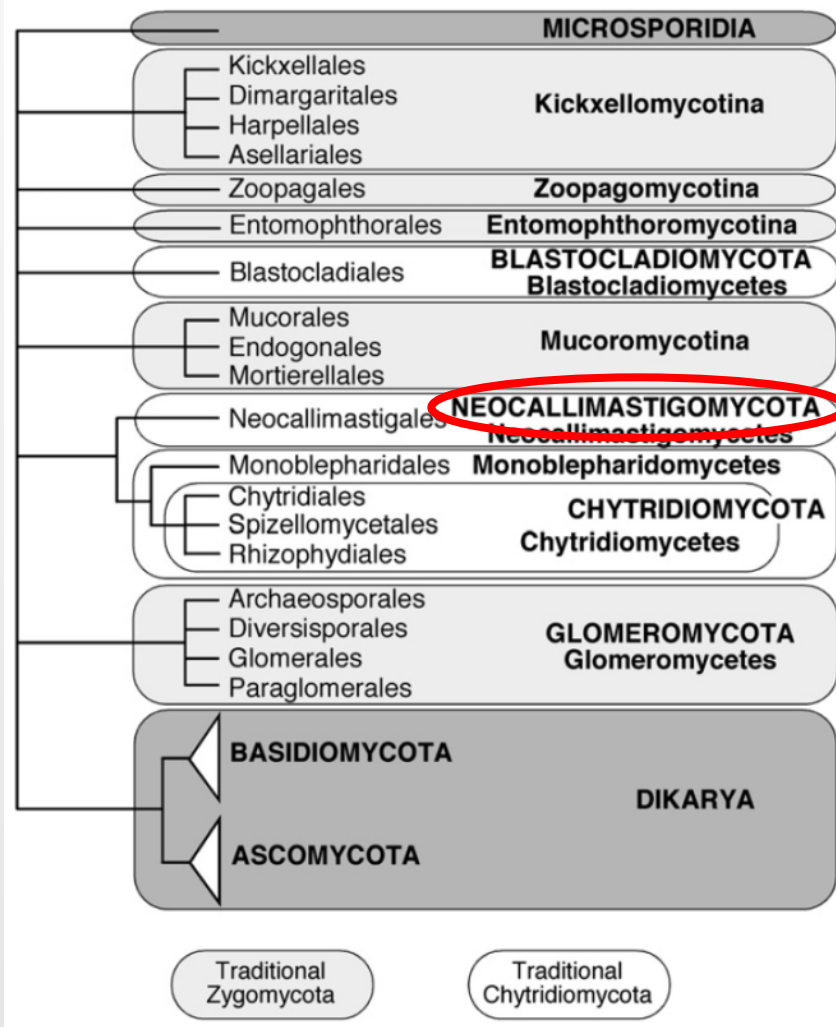 MICROSPORIDIA
Kickxellales
Dimargaritales
Harpellales
Asellariales
Kickxellomycotina
Zoopagales Zoopagomycotina
Entomophthorales Entomophthoromycotina
Blastocladiales
BLASTOCLADIOMYCOTA
Blastocladiomycetes
Mucorales
Endogonales
Mortierellales
Mucoromycotina
Neocallimastigales
NEOCALLIMASTIGOMYCOTA
Neocallimastigomycetes
Monoblepharidales Monoblepharidomycetes
Chytridiales
Spizellomycetales
Rhizophydiales
CHYTRIDIOMYCOTA
Chytridiomycetes
Archaeosporales
Diversisporales
Glomerales
Paraglomerales
GLOMEROMYCOTA
Glomeromycetes
BASIDIOMYCOTA
ASCOMYCOTA
DIKARYA
Traditional
Zygomycota
Traditional
Chytridiomycota